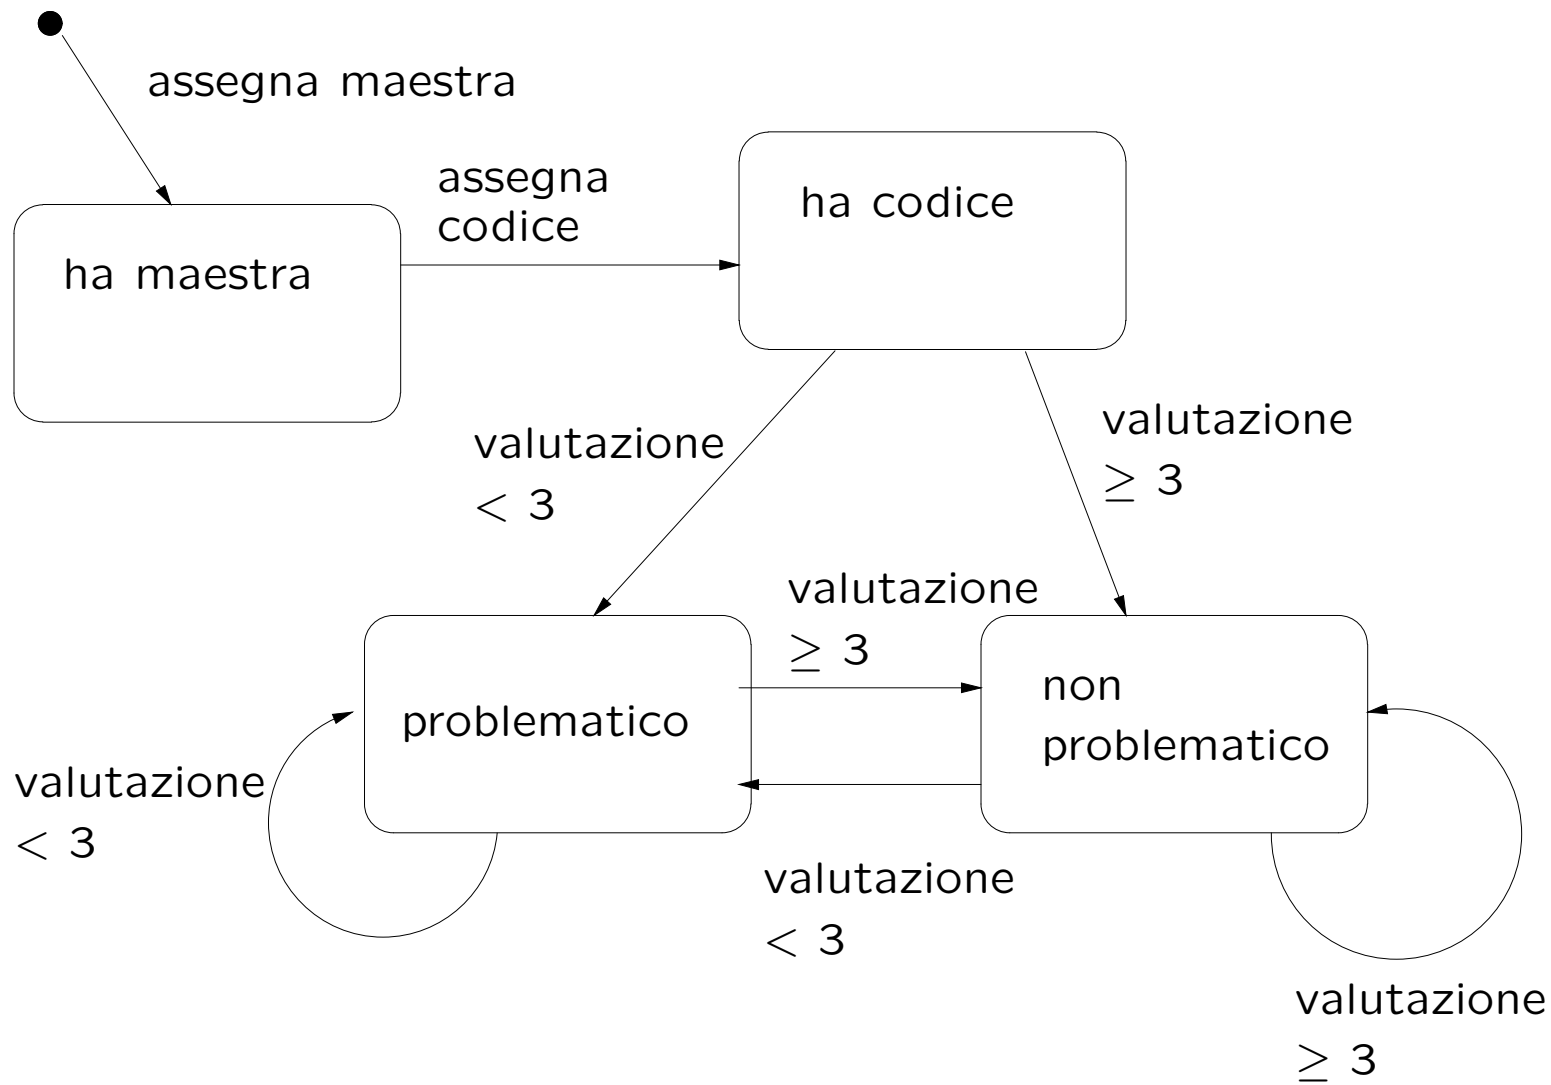 assegna maestra
assegna
codice
ha codice
ha maestra
valutazione
≥ 3
valutazione
< 3
valutazione
≥ 3
non
problematico
problematico
valutazione
< 3
valutazione
< 3
valutazione
≥ 3